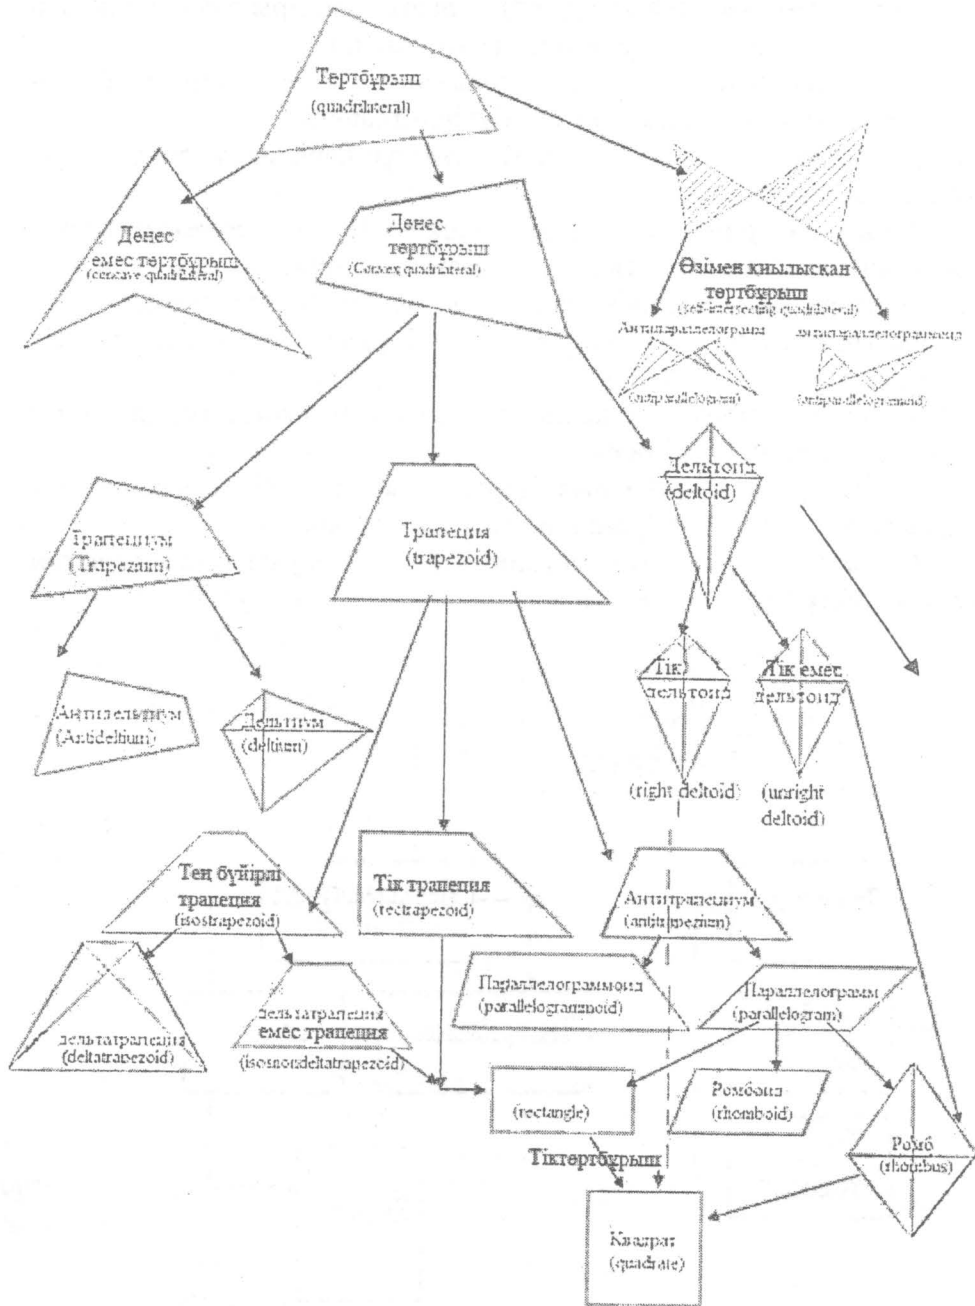 Төртбұрыш
(quadrilateral)
Дөңес
емес төртбұрыш
(concave quadrilateral)
Дөңес
төртбұрыш
(Convex quadrilateral)
Өзімен қиылысқан
төртбұрыш
(self-intersecting quadrilateral)
Антипараллелограмм
антипараллелограммоид
(antiparallelogram)
(antiparallelogramoid)
Дельтоид
(deltoid)
Трапециум
(Trapezium)
Трапеция
(trapezoid)
Тік
дельтоид
Тік емес
дельтоид
Антидельтиум
(Antideltium)
Дельтиум
(deltium)
(right deltoid)
(unright
deltoid)
Тең бүйірлі
трапеция
(isostrapezoid)
Тік трапеция
(rectrapezoid)
Антитрапециум
(antitrapezium)
Параллелограммоид
(parallelogrammoid)
Параллелограмм
(parallelogram)
дельтатрапеция
(deltatrapezoid)
дельтатрапеция
емес трапеция
(isosnondeltatrapezoid)
(rectangle)
Ромбоид
(rhomboid)
Тіктөртбұрыш
Ромб
(rhombus)
Квадрат
(quadrate)